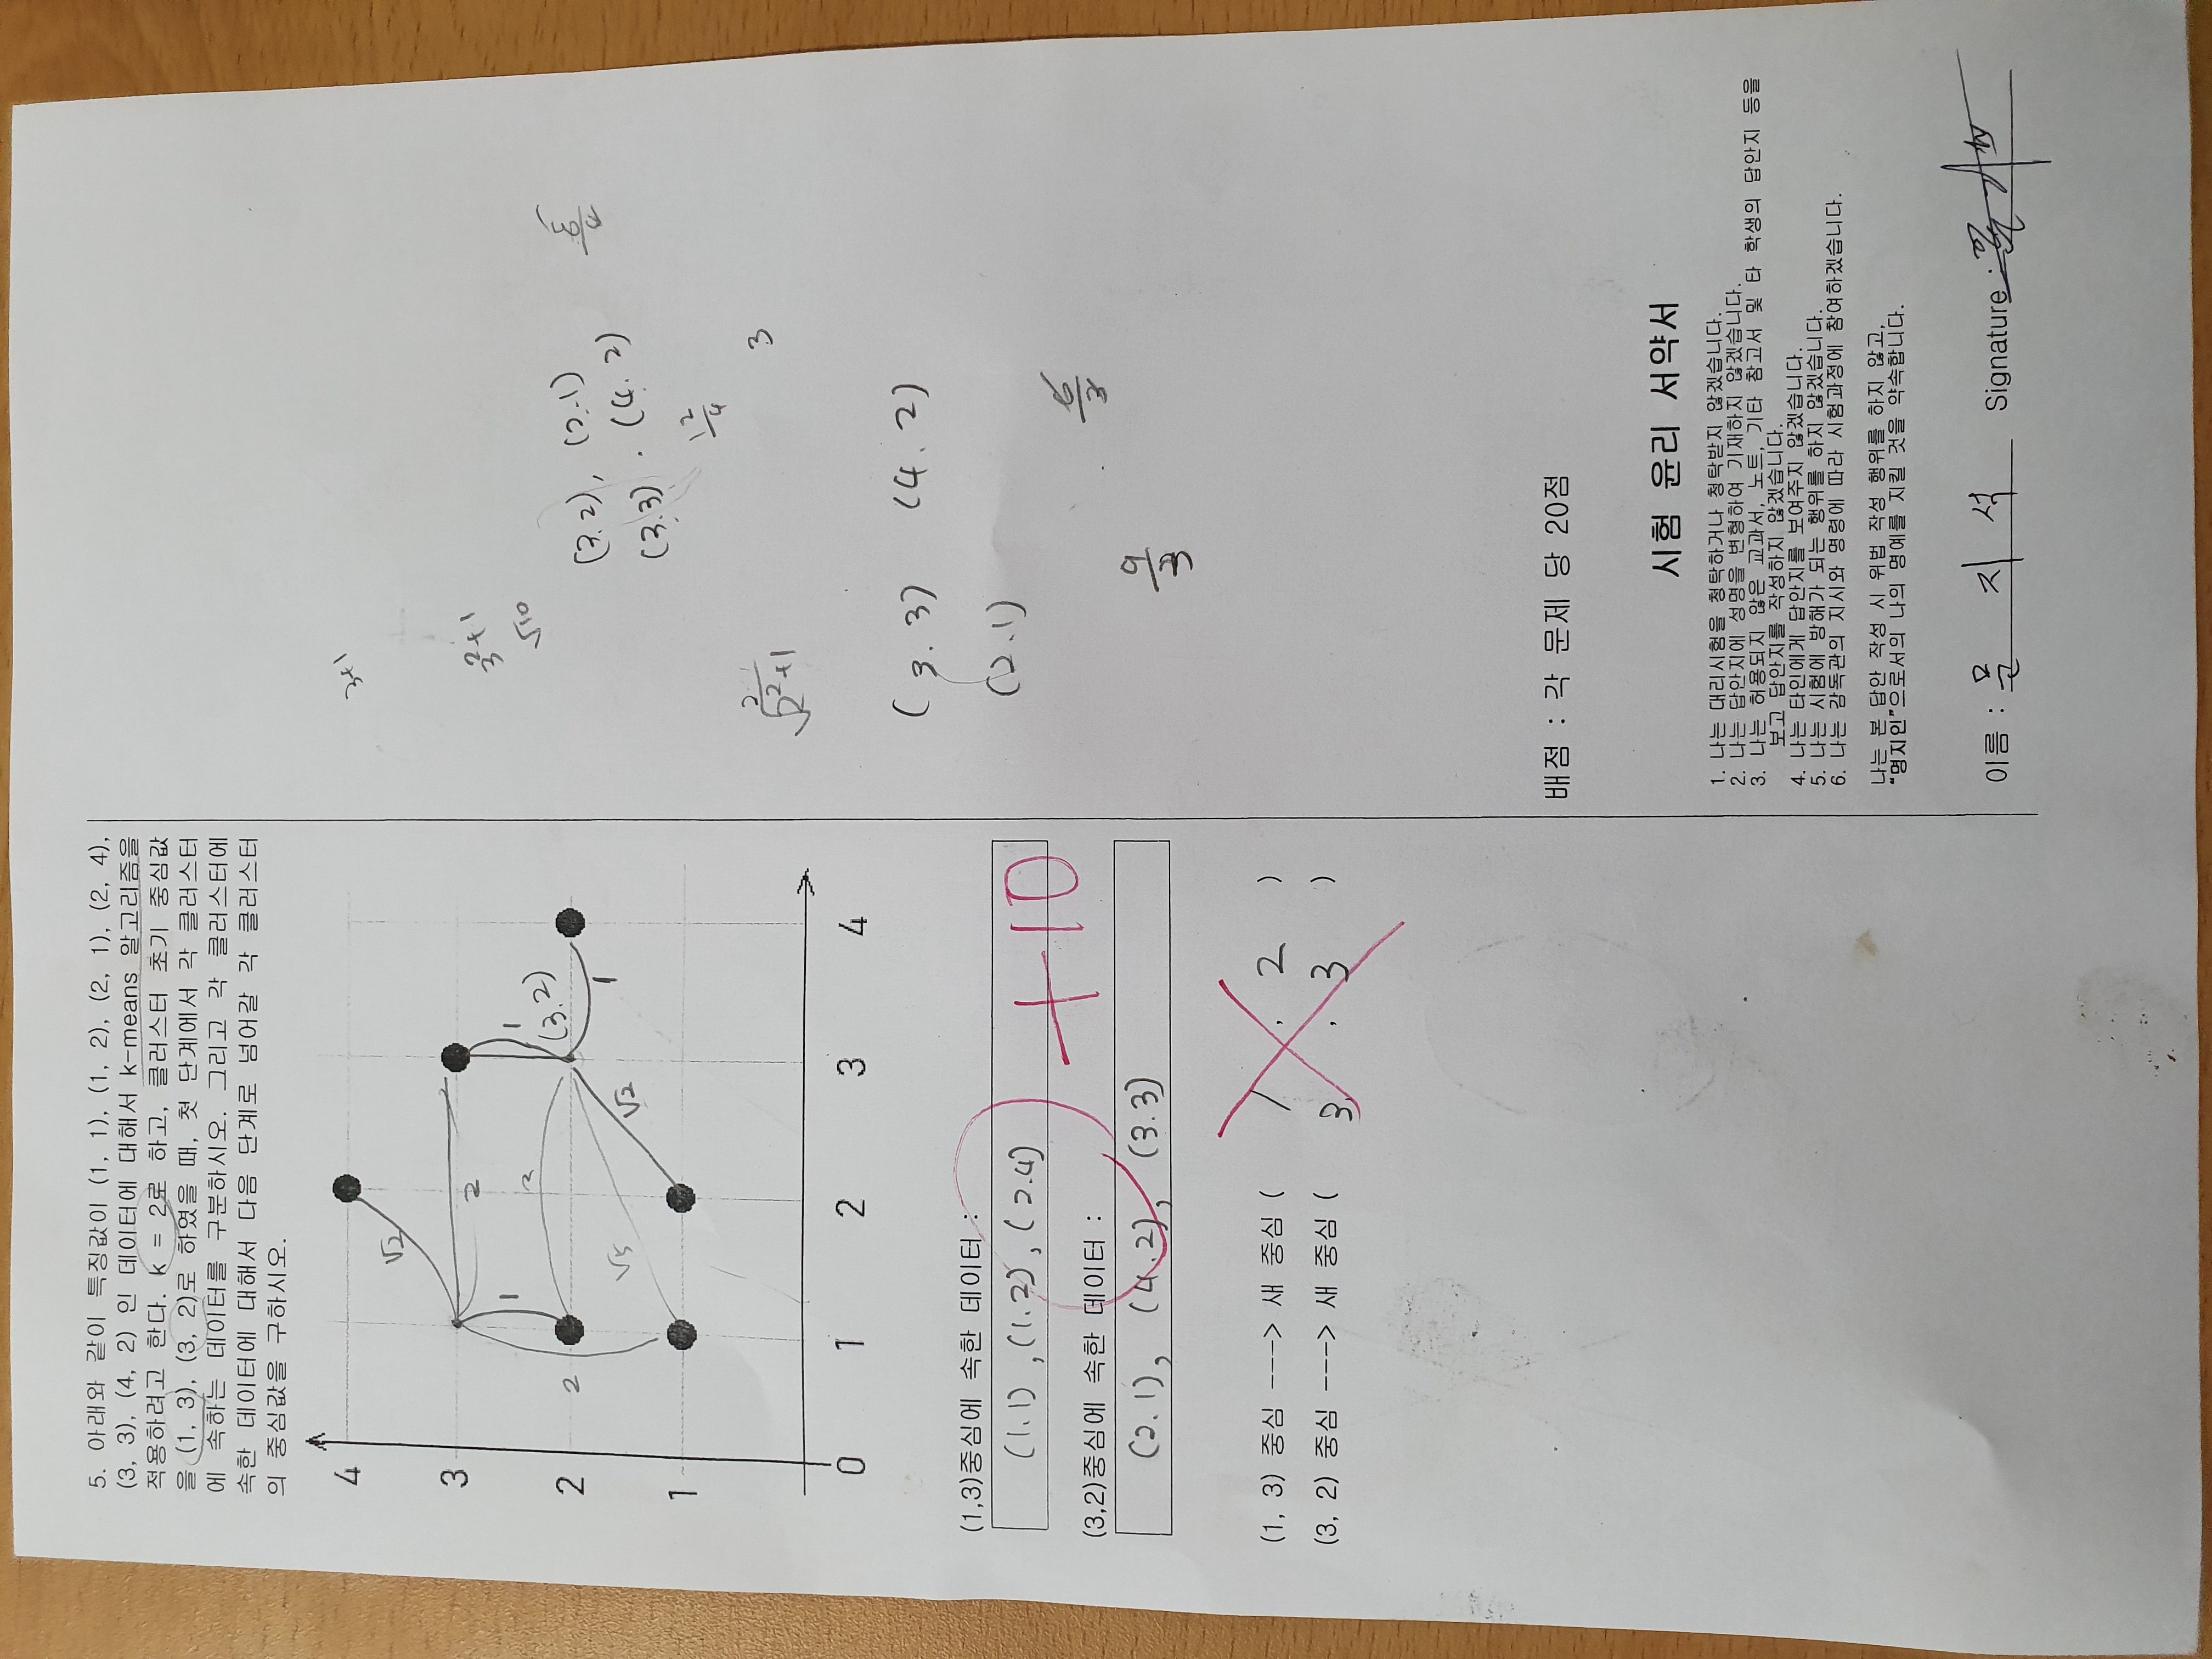 5. 아래와 같이 특징값이 (1, 1), (1, 2), (2, 1), (2, 4),
(3, 3), (4, 2) 인 데이터에 대해서 k-means 알고리즘을
적용하려고 한다. k = 2로 하고, 클러스터 초기 중심값
을 (1, 3), (3, 2)로 하였을 때, 첫 단계에서 각 클러스터
에 속하는 데이터를 구분하시오. 그리고 각 클러스터에
속한 데이터에 대해서 다음 단계로 넘어갈 각 클러스터
의 중심값을 구하시오.
4
√2
3
2
1
2
1
(3.2)
2
2
1
√5
√2
1
0 1 2 3 4
(1,3)중심에 속한 데이터 :
(1.1), (1.2), (2.4)
+10
(3,2)중심에 속한 데이터 :
(2.1), (4.2), (3.3)
(1, 3) 중심 ---> 새 중심 ( 1 , 2 )
(3, 2) 중심 ---> 새 중심 ( 3 , 3 )
3+1
√10
(3.2), (2.1)
(3.3) . (4.2)
12/4
3
√2²+1
(3.3) (4.2)
(2.1)
6/3
9/3
배점 : 각 문제 당 20점
시험 윤리 서약서
1. 나는 대리시험을 청탁하거나 청탁받지 않겠습니다.
2. 나는 답안지에 성명을 변형하여 기재하지 않겠습니다.
3. 나는 허용되지 않은 교과서, 노트, 기타 참고서 및 타 학생의 답안지 등을
보고 답안지를 작성하지 않겠습니다.
4. 나는 타인에게 답안지를 보여주지 않겠습니다.
5. 나는 시험에 방해가 되는 행위를 하지 않겠습니다.
6. 나는 감독관의 지시와 명령에 따라 시험과정에 참여하겠습니다.
나는 본 답안 작성 시 위법 작성 행위를 하지 않고,
“명지인”으로서의 나의 명예를 지킬 것을 약속합니다.
이름 : 문 지 석 Signature :